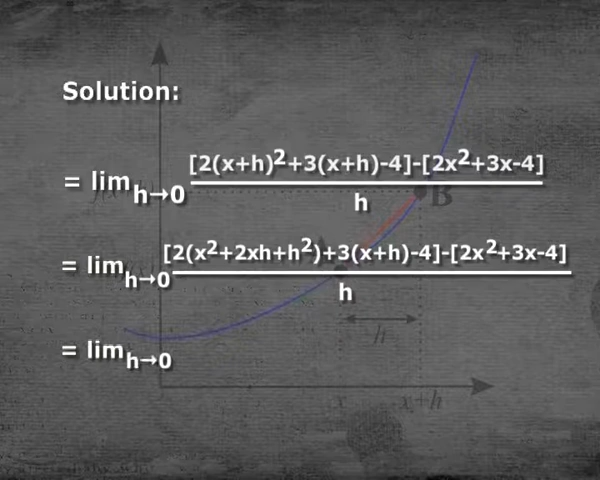 Solution:
= lim h→0 [2(x+h)²+3(x+h)-4]-[2x²+3x-4]
h
= lim h→0 [2(x²+2xh+h²)+3(x+h)-4]-[2x²+3x-4]
h
= lim h→0
B
h
x x+h